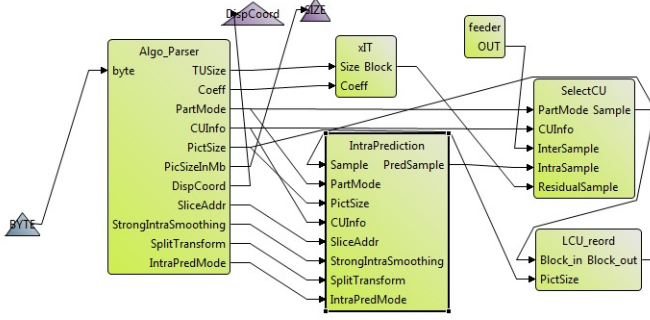 DispCoord
SIZE
BYTE
Algo_Parser
byte
TUSize
Coeff
PartMode
CUInfo
PictSize
PicSizeInMb
DispCoord
SliceAddr
StrongIntraSmoothing
SplitTransform
IntraPredMode
xIT
Size Block
Coeff
feeder
OUT
IntraPrediction
Sample PredSample
PartMode
PictSize
CUInfo
SliceAddr
StrongIntraSmoothing
SplitTransform
IntraPredMode
SelectCU
PartMode Sample
CUInfo
InterSample
IntraSample
ResidualSample
LCU_reord
Block_in Block_out
PictSize